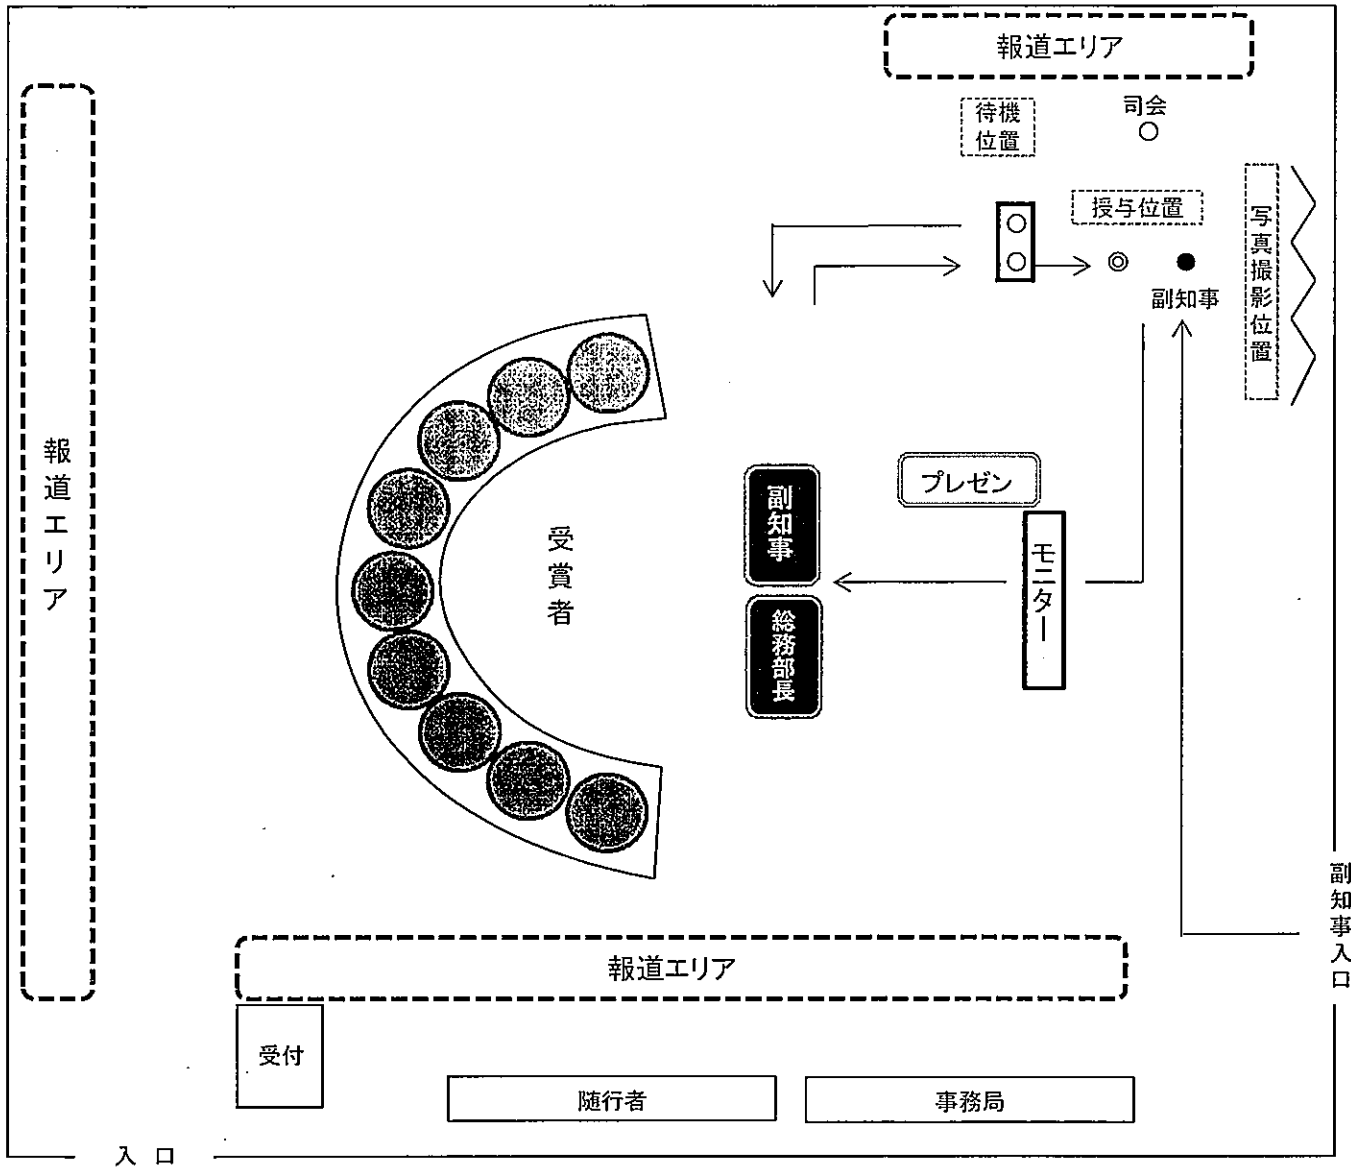 報道エリア
待機
位置
司会
授与位置
写真撮影位置
副知事
報道エリア
受賞者
副知事
総務部長
プレゼン
モニター
副知事入口
報道エリア
受付
随行者
事務局
入口